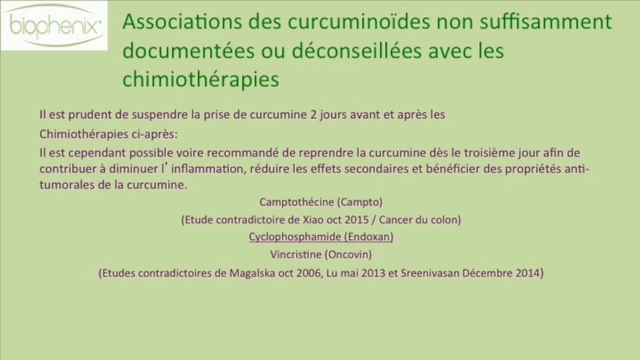 biophenix®
Associations des curcuminoïdes non suffisamment
documentées ou déconseillées avec les
chimiothérapies
Il est prudent de suspendre la prise de curcumine 2 jours avant et après les
Chimiothérapies ci-après:
Il est cependant possible voire recommandé de reprendre la curcumine dès le troisième jour afin de
contribuer à diminuer l’ inflammation, réduire les effets secondaires et bénéficier des propriétés anti-
tumorales de la curcumine.
Camptothécine (Campto)
(Etude contradictoire de Xiao oct 2015 / Cancer du colon)
Cyclophosphamide (Endoxan)
Vincristine (Oncovin)
(Etudes contradictoires de Magalska oct 2006, Lu mai 2013 et Sreenivasan Décembre 2014)